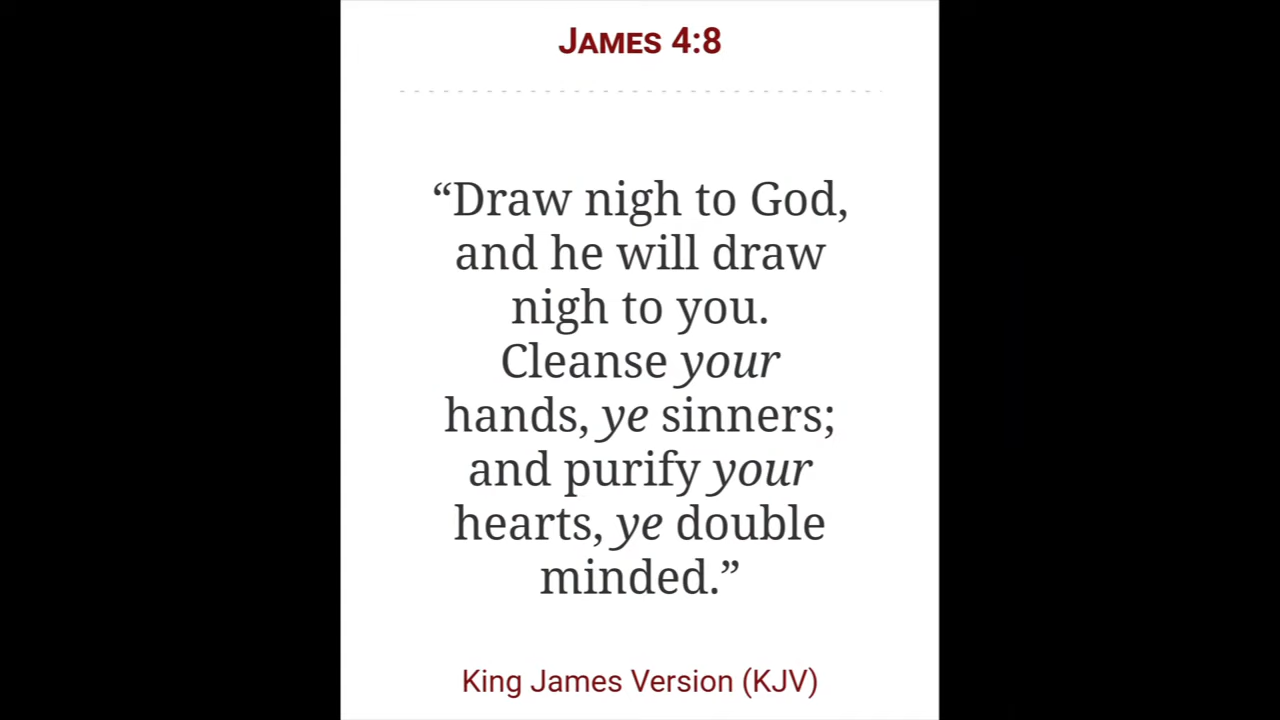 James 4:8
“Draw nigh to God,
and he will draw
nigh to you.
Cleanse your
hands, ye sinners;
and purify your
hearts, ye double
minded.”
King James Version (KJV)